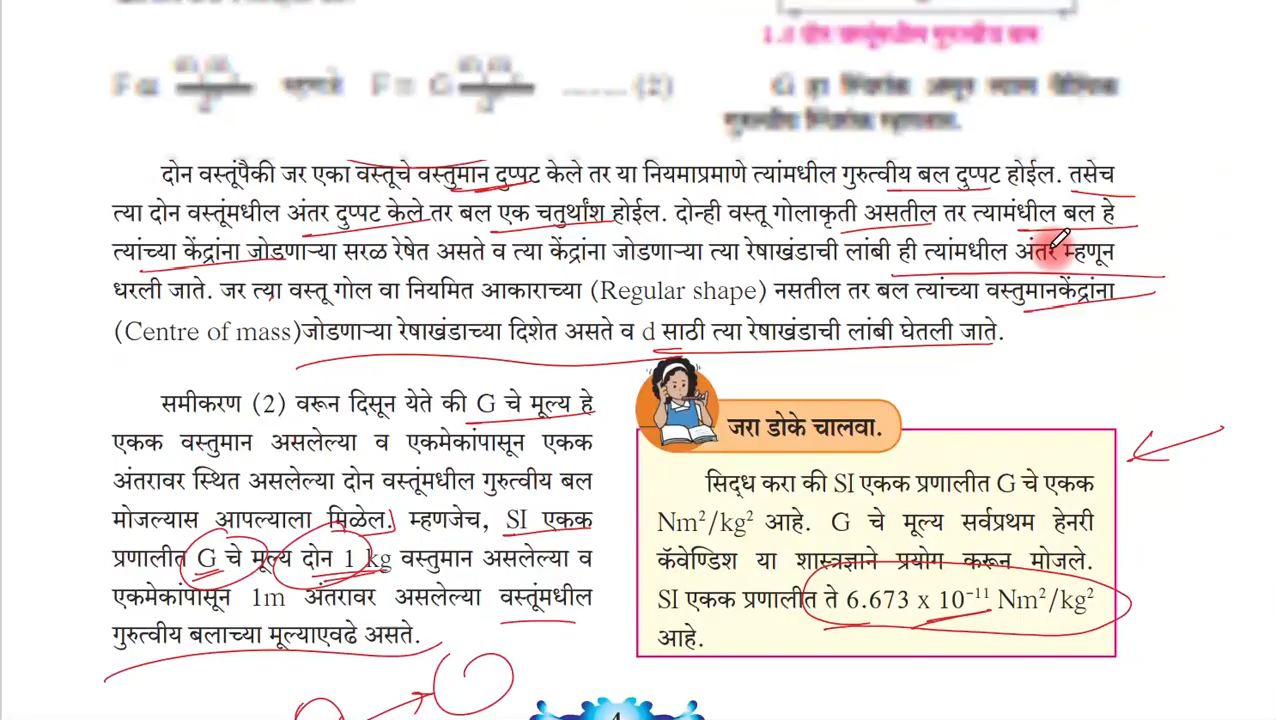 F ∝
म्हणजे F = G
........ (2)
G हा स्थिरांक असून त्यास वैश्विक
गुरुत्वीय स्थिरांक म्हणतात.
दोन वस्तूंपैकी जर एका वस्तूचे वस्तुमान दुप्पट केले तर या नियमाप्रमाणे त्यांमधील गुरुत्वीय बल दुप्पट होईल. तसेच
त्या दोन वस्तूंमधील अंतर दुप्पट केले तर बल एक चतुर्थांश होईल. दोन्ही वस्तू गोलाकृती असतील तर त्यामंधील बल हे
त्यांच्या केंद्रांना जोडणाऱ्या सरळ रेषेत असते व त्या केंद्रांना जोडणाऱ्या त्या रेषाखंडाची लांबी ही त्यांमधील अंतर म्हणून
धरली जाते. जर त्या वस्तू गोल वा नियमित आकाराच्या (Regular shape) नसतील तर बल त्यांच्या वस्तुमानकेंद्रांना
(Centre of mass)जोडणाऱ्या रेषाखंडाच्या दिशेत असते व d साठी त्या रेषाखंडाची लांबी घेतली जाते.
समीकरण (2) वरून दिसून येते की G चे मूल्य हे
एकक वस्तुमान असलेल्या व एकमेकांपासून एकक
अंतरावर स्थित असलेल्या दोन वस्तूंमधील गुरुत्वीय बल
मोजल्यास आपल्याला मिळेल. म्हणजेच, SI एकक
प्रणालीत G चे मूल्य दोन 1 kg वस्तुमान असलेल्या व
एकमेकांपासून 1m अंतरावर असलेल्या वस्तूंमधील
गुरुत्वीय बलाच्या मूल्याएवढे असते.
जरा डोके चालवा.
सिद्ध करा की SI एकक प्रणालीत G चे एकक
Nm²/kg² आहे. G चे मूल्य सर्वप्रथम हेनरी
कॅवेण्डिश या शास्त्रज्ञाने प्रयोग करून मोजले.
SI एकक प्रणालीत ते 6.673 x 10⁻¹¹ Nm²/kg²
आहे.
4